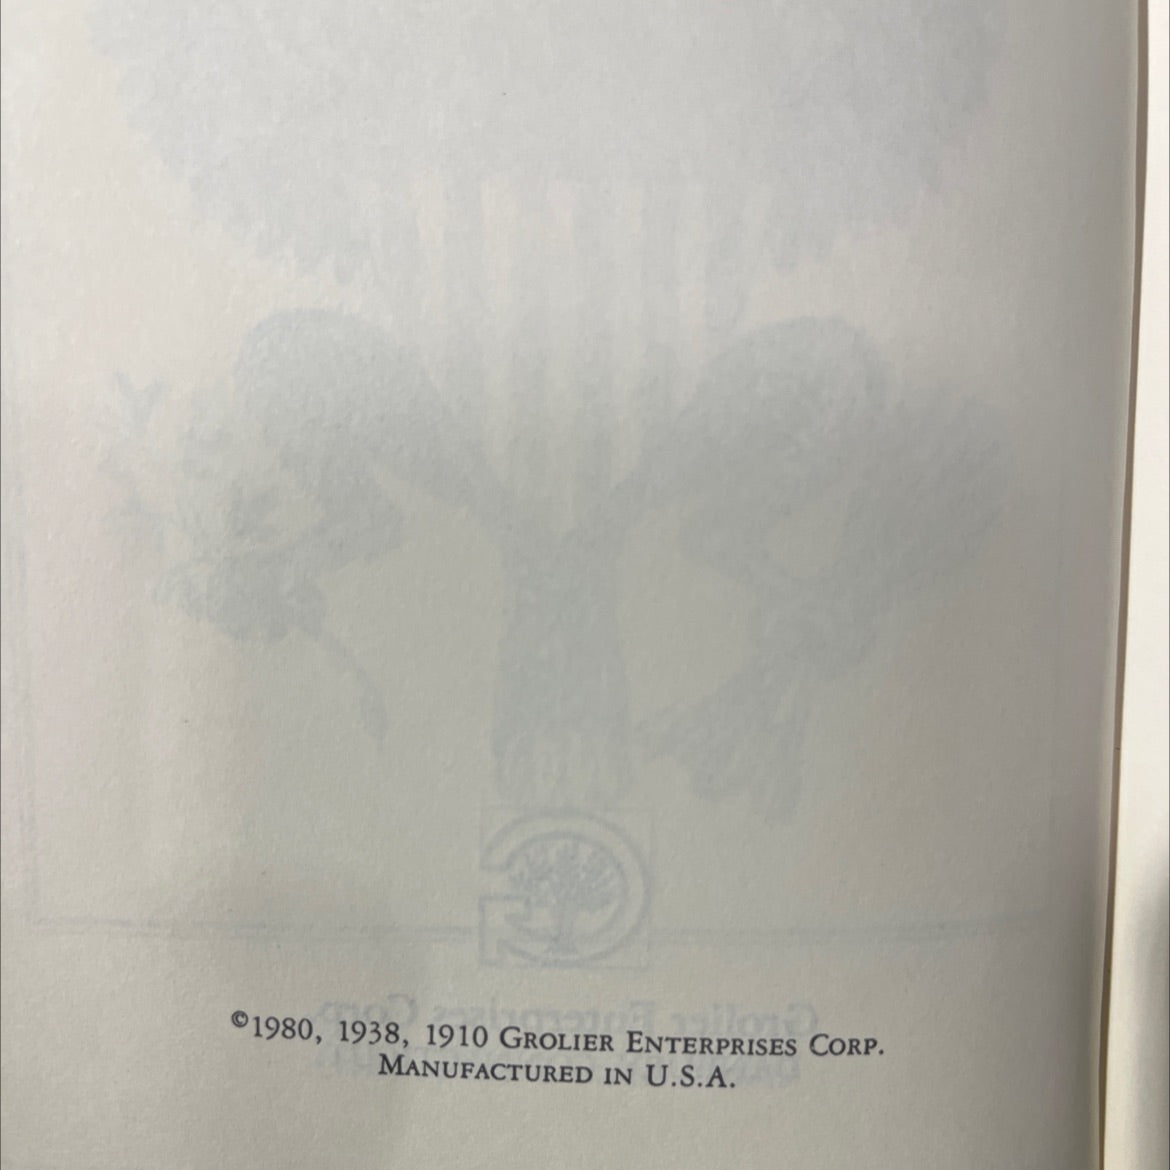 ©1980, 1938, 1910 GROLIER ENTERPRISES CORP.
MANUFACTURED IN U.S.A.